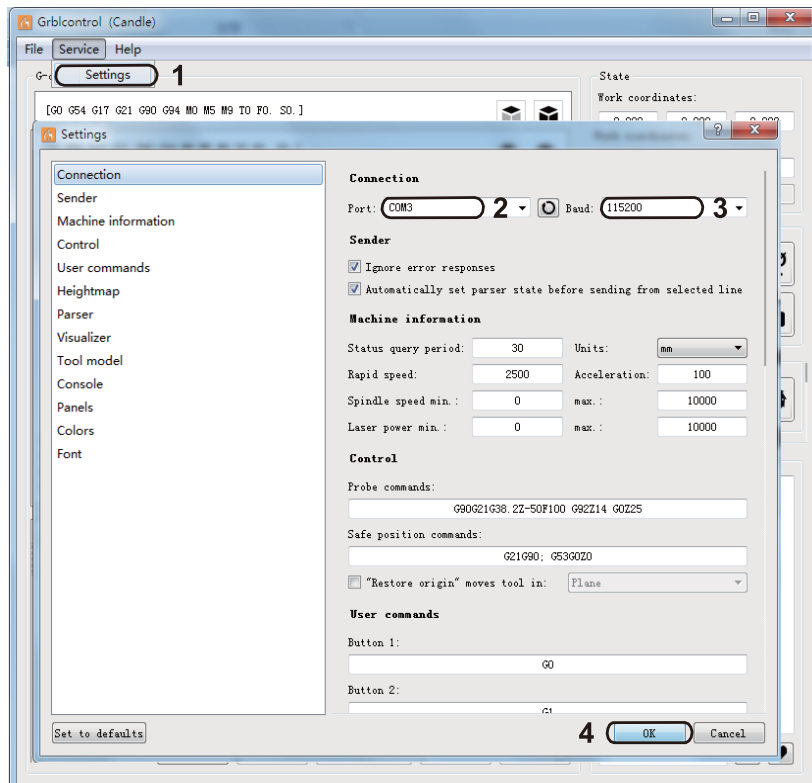 Grblcontrol (Candle)
File Service Help
Settings 1
State
Work coordinates:
[G0 G54 G17 G21 G90 G94 M0 M5 M9 T0 F0. S0.]
Settings
Connection
Sender
Machine information
Control
User commands
Heightmap
Parser
Visualizer
Tool model
Console
Panels
Colors
Font
Connection
Port: COM3 2 Baud: 115200 3
Sender
Ignore error responses
Automatically set parser state before sending from selected line
Machine information
Status query period: 30 Units: mm
Rapid speed: 2500 Acceleration: 100
Spindle speed min.: 0 max.: 10000
Laser power min.: 0 max.: 10000
Control
Probe commands:
G90G21G38.2Z-50F100 G92Z14 G0Z25
Safe position commands:
G21G90; G53G0Z0
"Restore origin" moves tool in: Plane
User commands
Button 1:
G0
Button 2:
G1
Set to defaults 4 OK Cancel